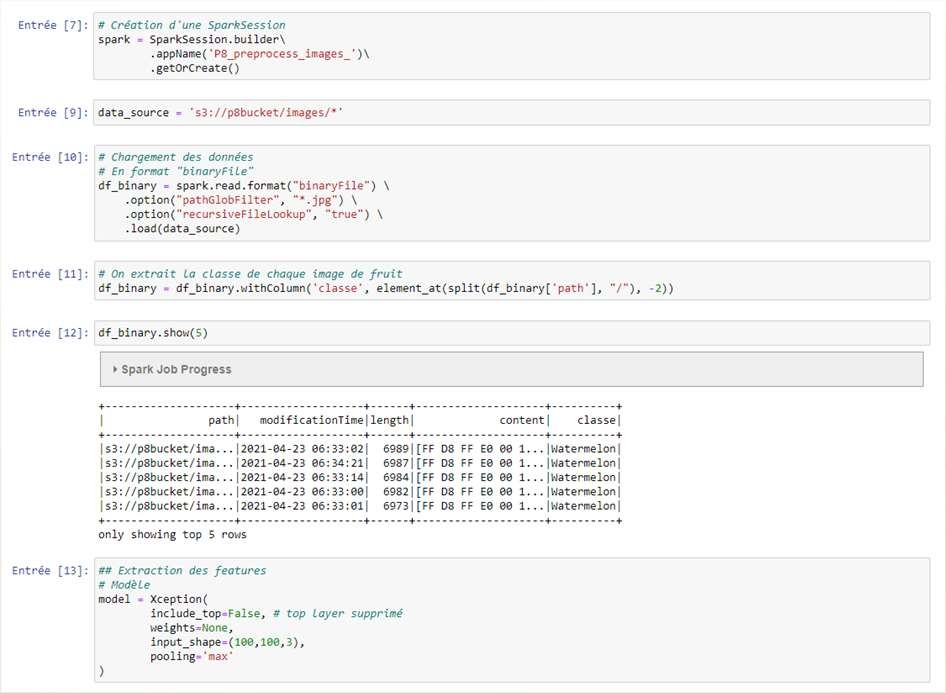 Entrée [7]: # Création d'une SparkSession
spark = SparkSession.builder\
.appName('P8_preprocess_images_')\
.getOrCreate()
Entrée [9]: data_source = 's3://p8bucket/images/*'
Entrée [10]: # Chargement des données
# En format "binaryFile"
df_binary = spark.read.format("binaryFile") \
.option("pathGlobFilter", "*.jpg") \
.option("recursiveFileLookup", "true") \
.load(data_source)
Entrée [11]: # On extrait la classe de chaque image de fruit
df_binary = df_binary.withColumn('classe', element_at(split(df_binary['path'], "/"), -2))
Entrée [12]: df_binary.show(5)
Spark Job Progress
+--------------------+-------------------+------+--------------------+----------+
|                path|   modificationTime|length|             content|    classe|
+--------------------+-------------------+------+--------------------+----------+
|s3://p8bucket/ima...|2021-04-23 06:33:02|  6989|[FF D8 FF E0 00 1...|Watermelon|
|s3://p8bucket/ima...|2021-04-23 06:34:21|  6987|[FF D8 FF E0 00 1...|Watermelon|
|s3://p8bucket/ima...|2021-04-23 06:33:14|  6984|[FF D8 FF E0 00 1...|Watermelon|
|s3://p8bucket/ima...|2021-04-23 06:33:00|  6982|[FF D8 FF E0 00 1...|Watermelon|
|s3://p8bucket/ima...|2021-04-23 06:33:01|  6973|[FF D8 FF E0 00 1...|Watermelon|
+--------------------+-------------------+------+--------------------+----------+
only showing top 5 rows
Entrée [13]: ## Extraction des features
# Modèle
model = Xception(
include_top=False, # top layer supprimé
weights=None,
input_shape=(100,100,3),
pooling='max'
)